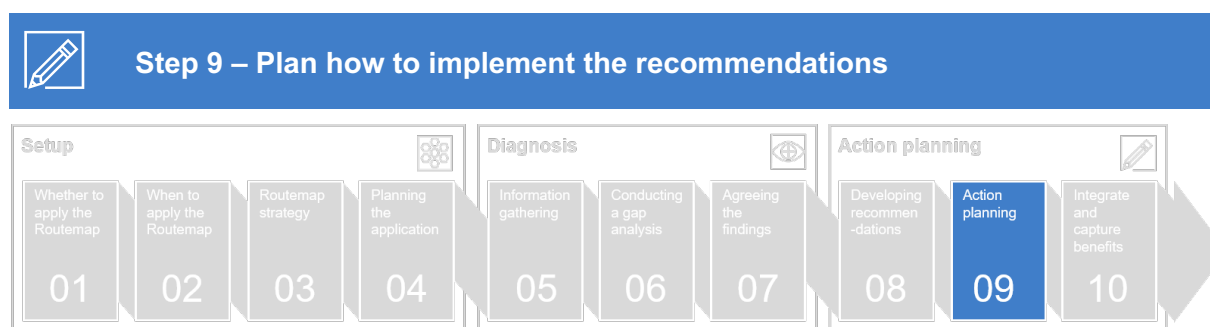 Step 9 – Plan how to implement the recommendations
Setup
Whether to
apply the
Routemap
01
When to
apply the
Routemap
02
Routemap
strategy
03
Planning
the
application
04
Diagnosis
Information
gathering
05
Conducting
a gap
analysis
06
Agreeing
the
findings
07
Action planning
Developing
recommen
-dations
08
Action
planning
09
Integrate
and
capture
benefits
10